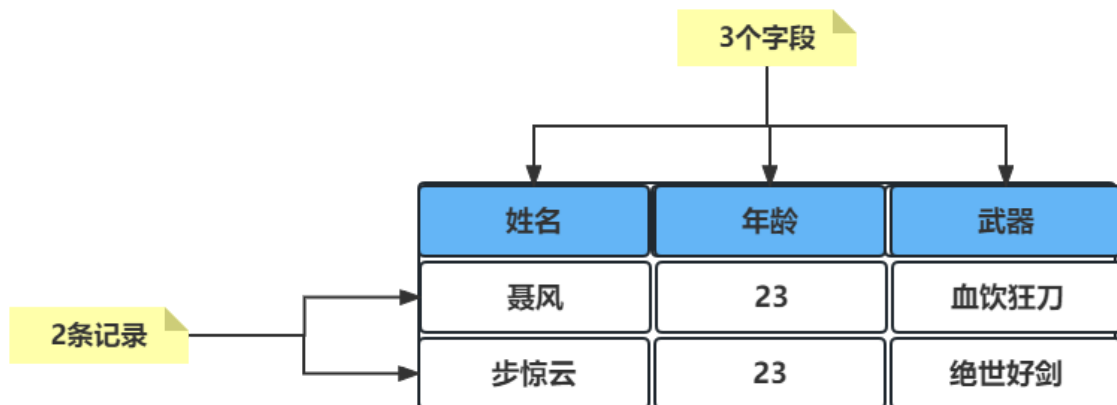 3个字段
姓名 年龄 武器
聂风 23 血饮狂刀
2条记录
步惊云 23 绝世好剑